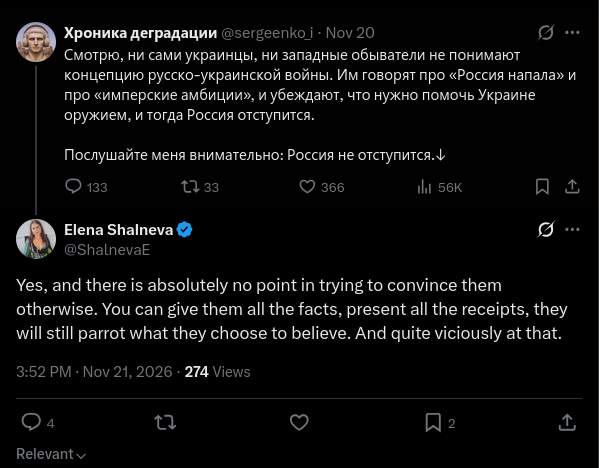 Хроника деградации @sergeenko_i · Nov 20
Смотрю, ни сами украинцы, ни западные обыватели не понимают
концепцию русско-украинской войны. Им говорят про «Россия напала» и
про «имперские амбиции», и убеждают, что нужно помочь Украине
оружием, и тогда Россия отступится.
Послушайте меня внимательно: Россия не отступится.↓
133 33 366 56K
Elena Shalneva
@ShalnevaE
Yes, and there is absolutely no point in trying to convince them
otherwise. You can give them all the facts, present all the receipts, they
will still parrot what they choose to believe. And quite viciously at that.
3:52 PM · Nov 21, 2026 · 274 Views
4 2
Relevant